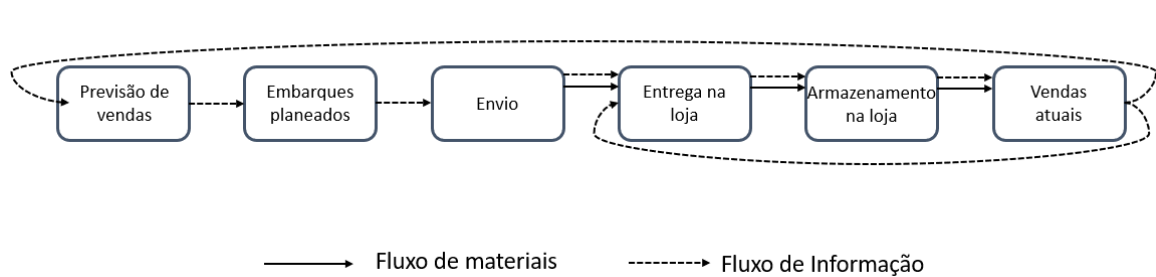 Previsão de
vendas
Embarques
planeados
Envio
Entrega na
loja
Armazenamento
na loja
Vendas
atuais
Fluxo de materiais
Fluxo de Informação